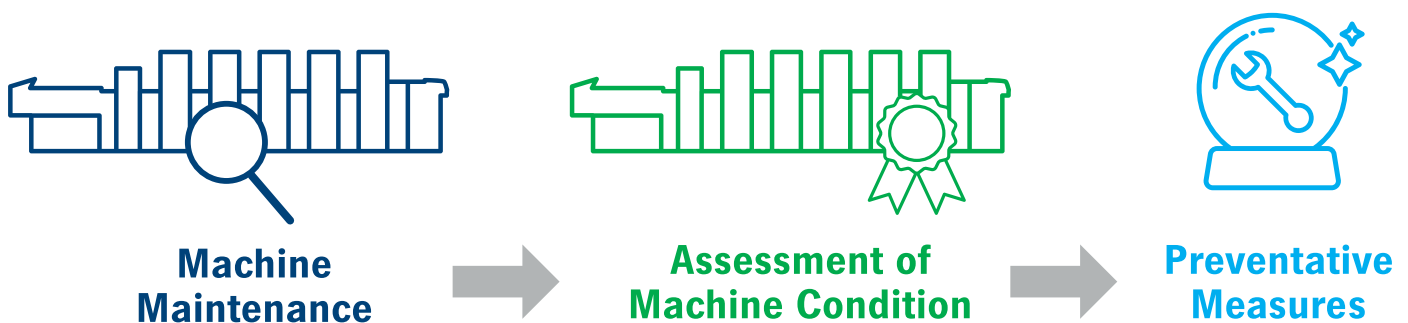 Machine
Maintenance
Assessment of
Machine Condition
Preventative
Measures